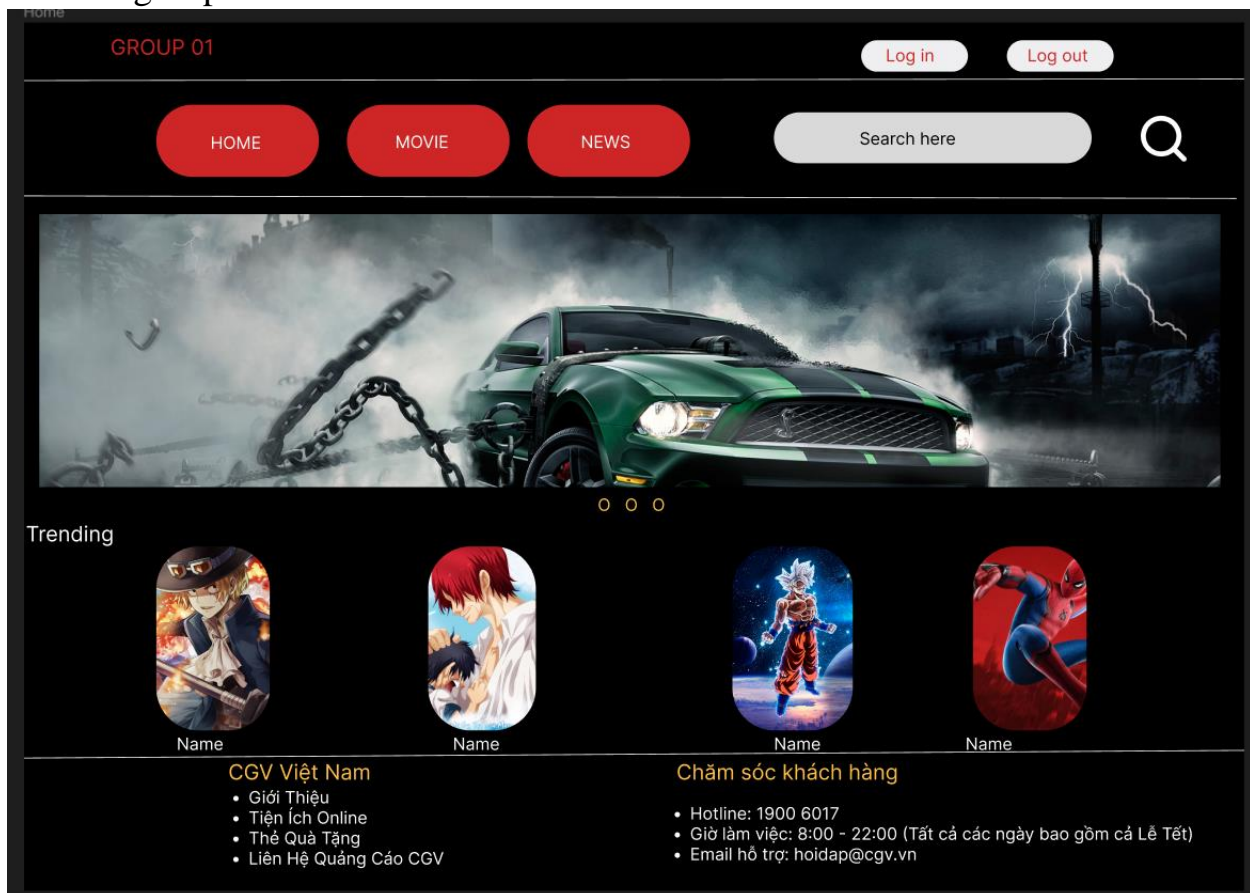 Home
GROUP 01
Log in
Log out
HOME
MOVIE
NEWS
Search here
O O O
Trending
Name
Name
Name
Name
CGV Việt Nam
• Giới Thiệu
• Tiện Ích Online
• Thẻ Quà Tặng
• Liên Hệ Quảng Cáo CGV
Chăm sóc khách hàng
• Hotline: 1900 6017
• Giờ làm việc: 8:00 - 22:00 (Tất cả các ngày bao gồm cả Lễ Tết)
• Email hỗ trợ: hoidap@cgv.vn